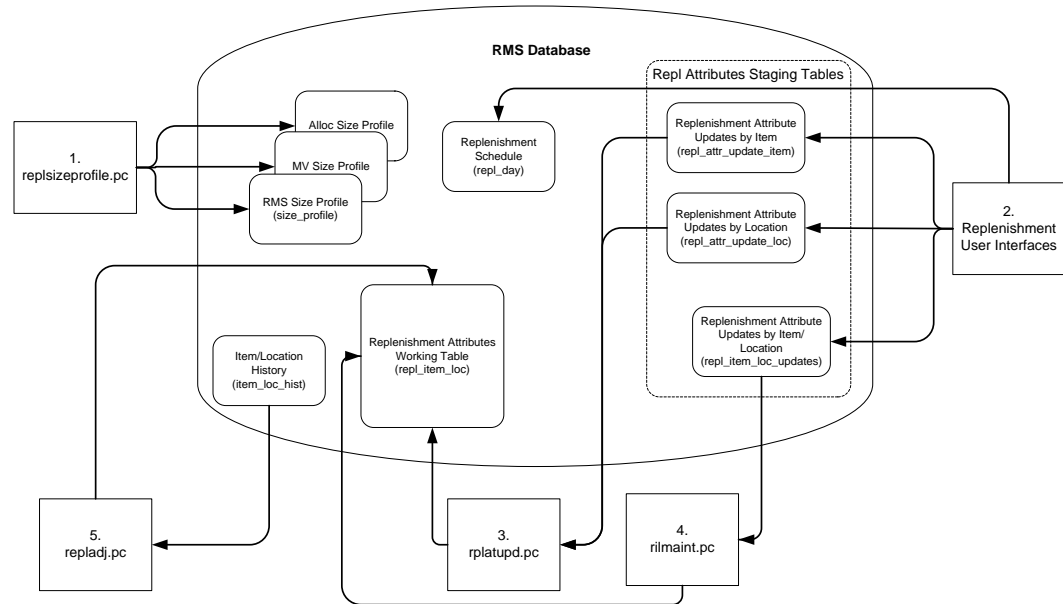 RMS Database
Repl Attributes Staging Tables
1.
replsizeprofile.pc
Alloc Size Profile
MV Size Profile
RMS Size Profile
(size_profile)
Replenishment
Schedule
(repl_day)
Replenishment Attribute
Updates by Item
(repl_attr_update_item)
Replenishment Attribute
Updates by Location
(repl_attr_update_loc)
2.
Replenishment
User Interfaces
Replenishment Attribute
Updates by Item/
Location
(repl_item_loc_updates)
Replenishment Attributes
Working Table
(repl_item_loc)
Item/Location
History
(item_loc_hist)
5.
repladj.pc
3.
rplatupd.pc
4.
rilmaint.pc